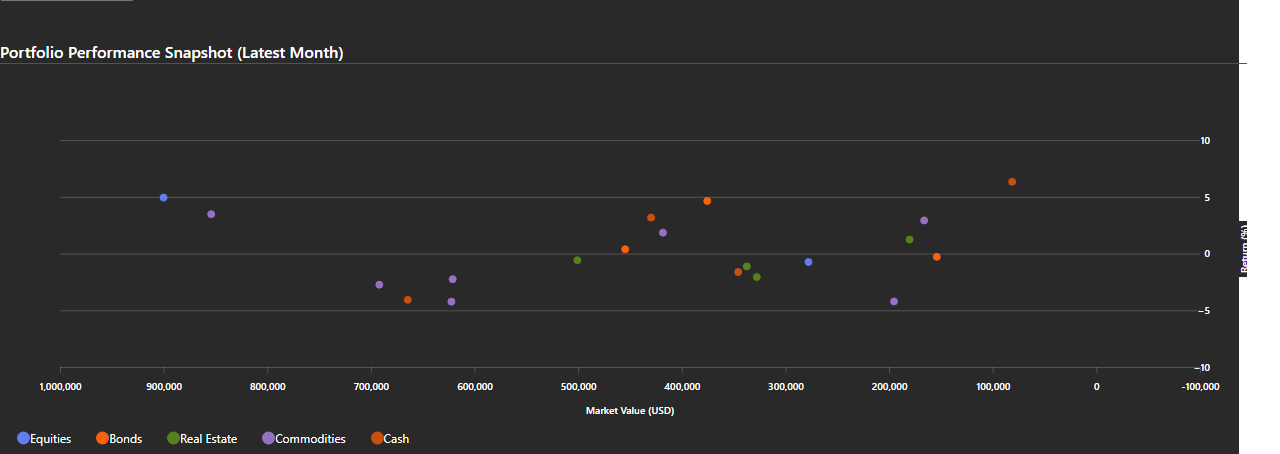 Portfolio Performance Snapshot (Latest Month)
10
5
0
−5
−10
Return (%)
1,000,000 900,000 800,000 700,000 600,000 500,000 400,000 300,000 200,000 100,000 0 -100,000
Market Value (USD)
Equities Bonds Real Estate Commodities Cash